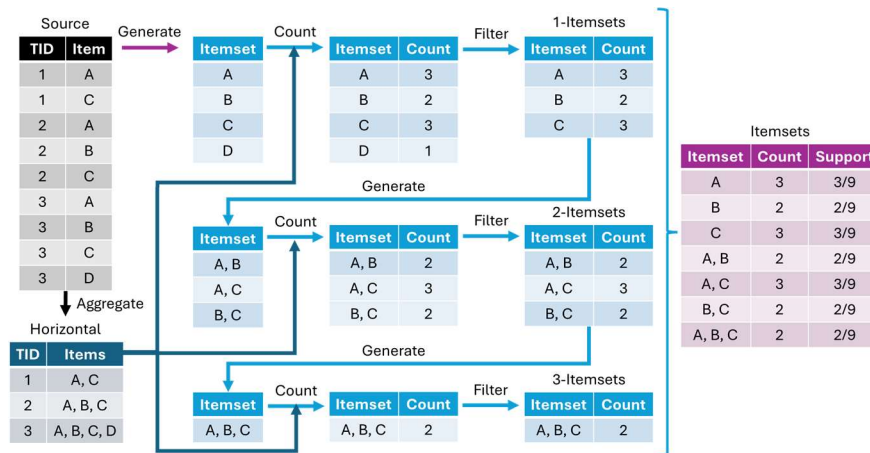 Source
Generate
TID Item
1 A
1 C
2 A
2 B
2 C
3 A
3 B
3 C
3 D
Aggregate
Horizontal
TID Items
1 A, C
2 A, B, C
3 A, B, C, D
Itemset
A
B
C
D
Count
Itemset Count
A 3
B 2
C 3
D 1
Filter
1-Itemsets
Itemset Count
A 3
B 2
C 3
Generate
Itemset
A, B
A, C
B, C
Count
Itemset Count
A, B 2
A, C 3
B, C 2
Filter
2-Itemsets
Itemset Count
A, B 2
A, C 3
B, C 2
Generate
Itemset
A, B, C
Count
Itemset Count
A, B, C 2
Filter
3-Itemsets
Itemset Count
A, B, C 2
Itemsets
Itemset Count Support
A 3 3/9
B 2 2/9
C 3 3/9
A, B 2 2/9
A, C 3 3/9
B, C 2 2/9
A, B, C 2 2/9